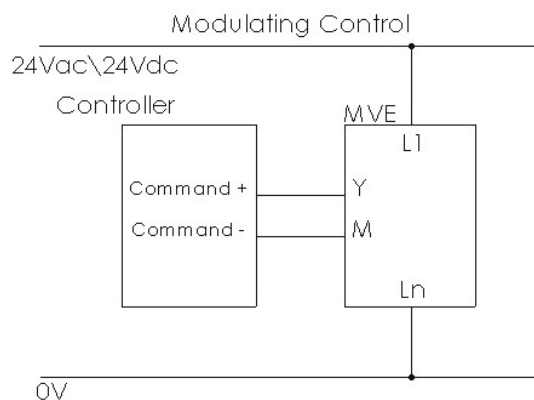 Modulating Control
24Vac\24Vdc
Controller
MVE
L1
Command +
Y
Command -
M
Ln
0V